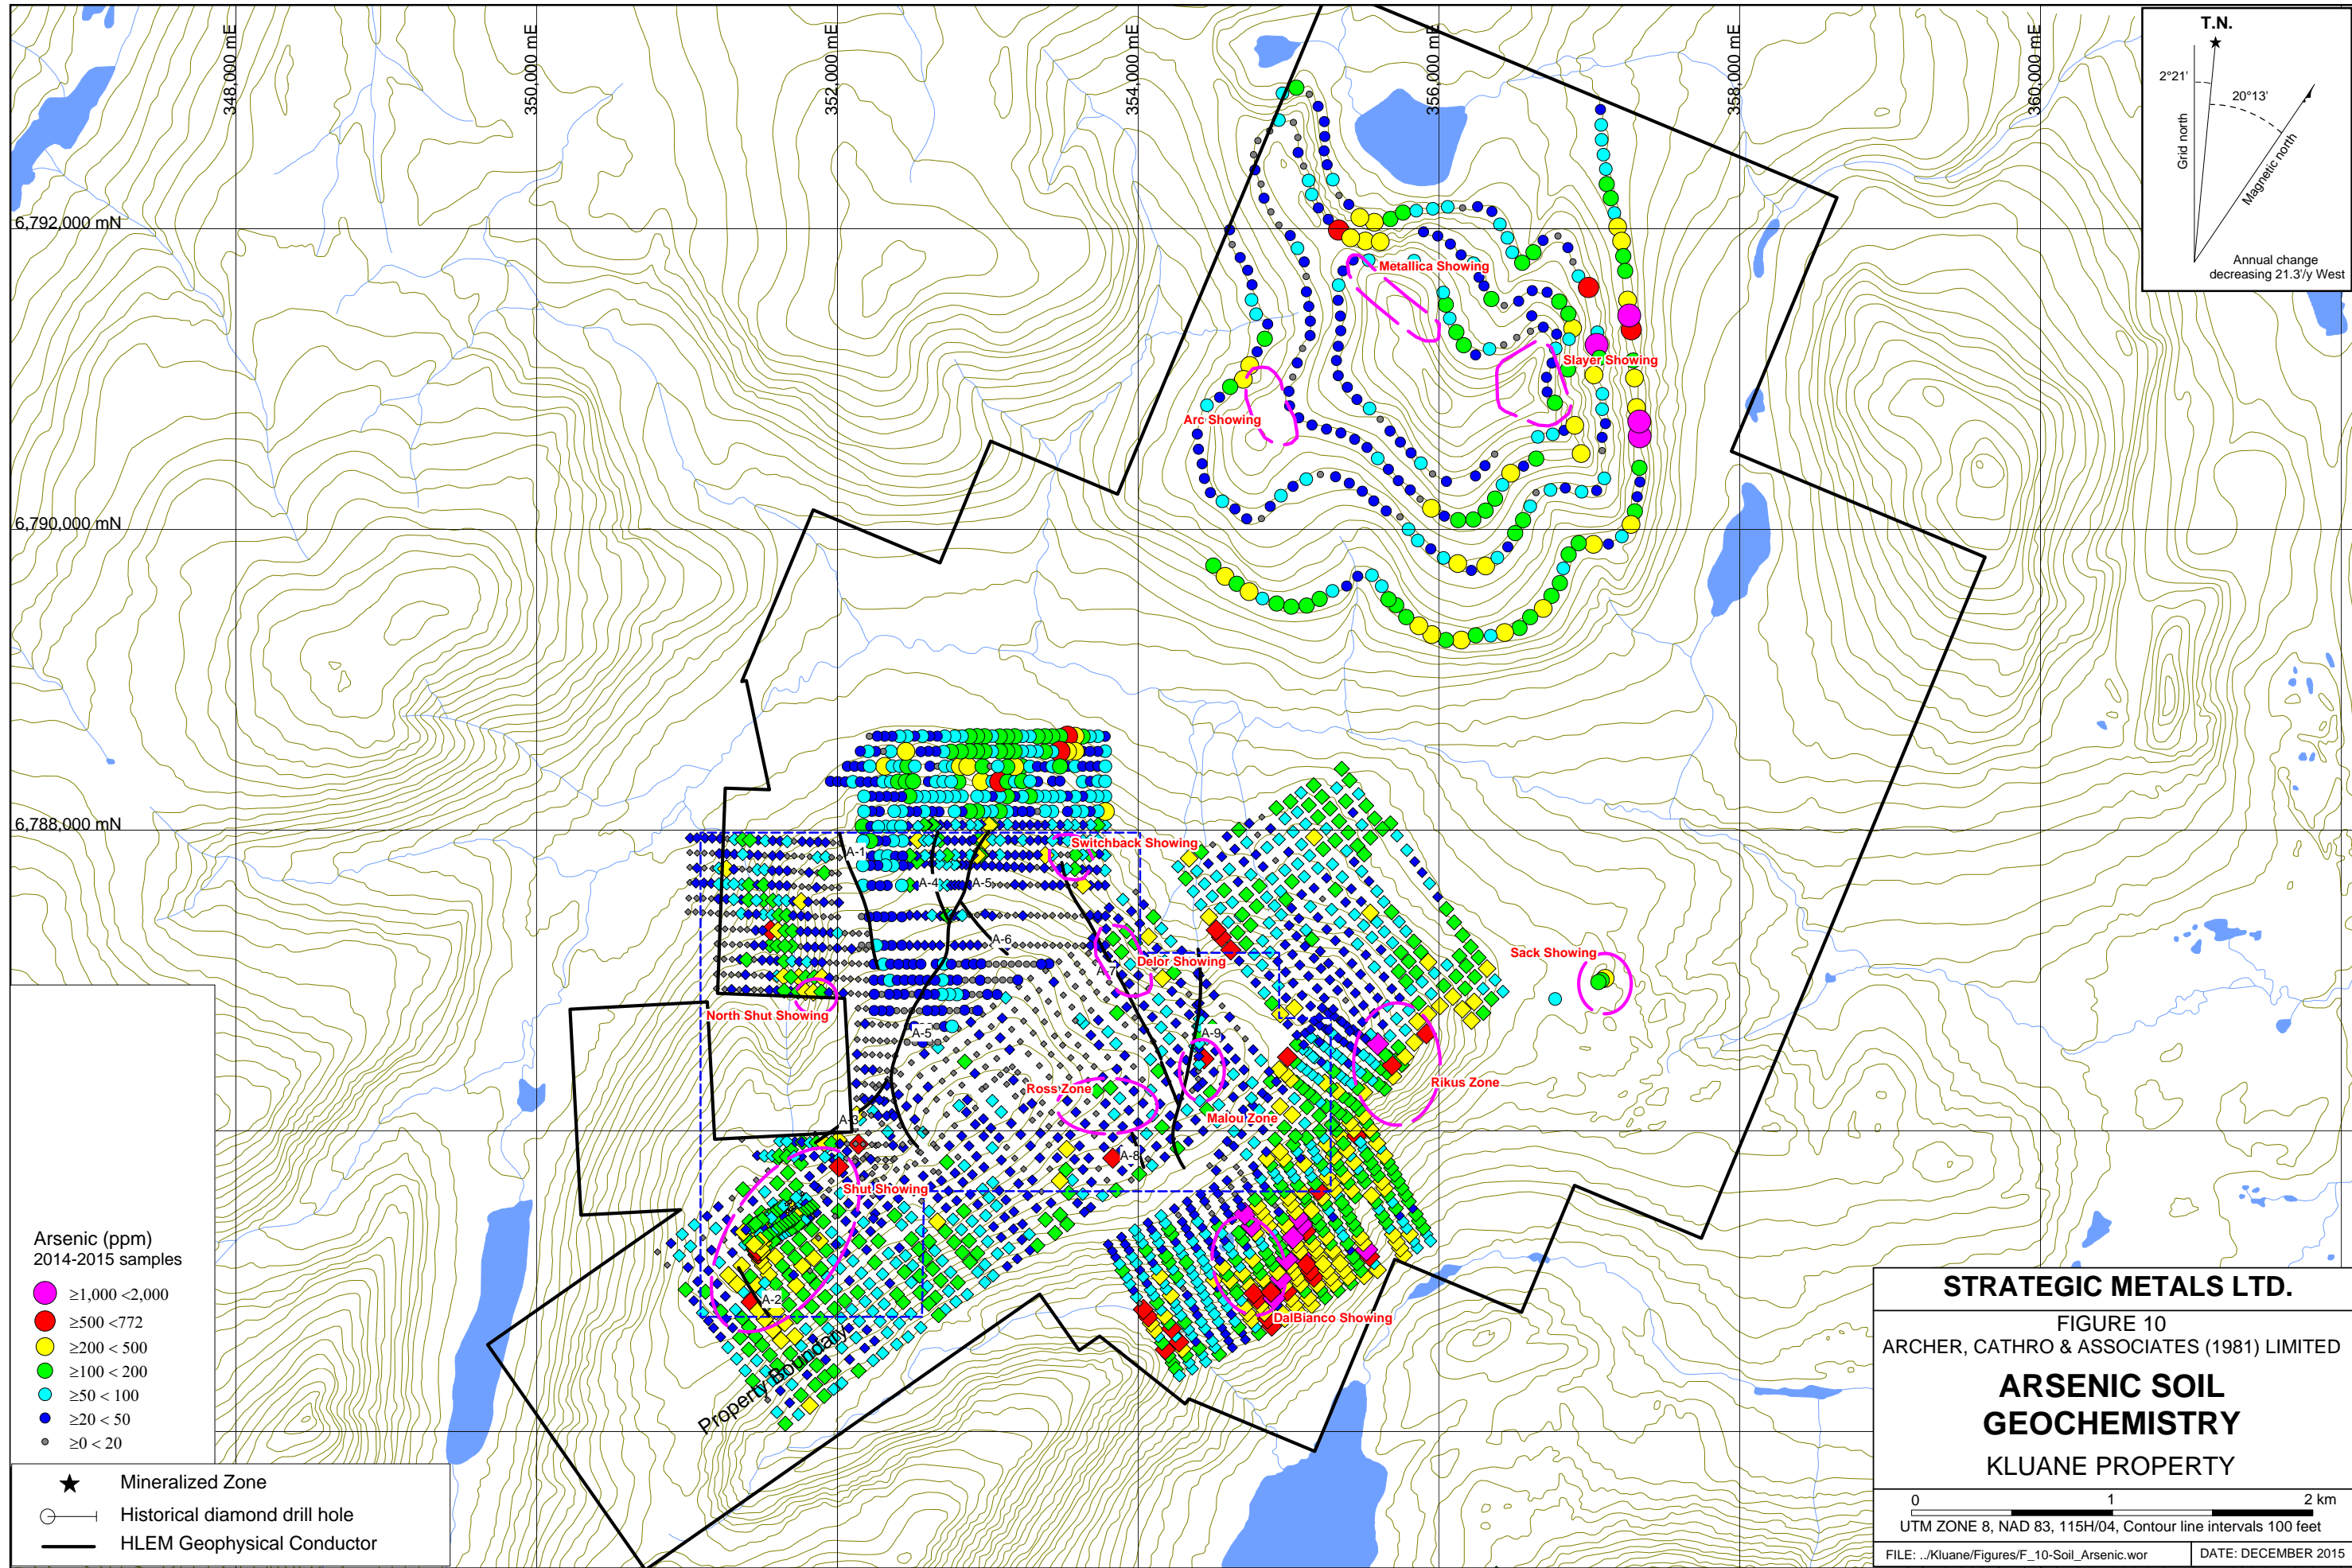 348,000 mE
350,000 mE
352,000 mE
354,000 mE
356,000 mE
358,000 mE
360,000 mE
T.N.
2°21'
20°13'
Grid north
Magnetic north
Annual change
decreasing 21.3'/y West
6,792,000 mN
6,790,000 mN
6,788,000 mN
Metallica Showing
Slayer Showing
Arc Showing
Switchback Showing
A-1
A-4
A-5
A-6
Delor Showing
A-7
Sack Showing
North Shut Showing
A-5
A-9
Ross Zone
Rikus Zone
Malou Zone
A-3
A-8
Shut Showing
A-2
DalBianco Showing
Property Boundary
Arsenic (ppm)
2014-2015 samples
≥1,000 <2,000
≥500 <772
≥200 < 500
≥100 < 200
≥50 < 100
≥20 < 50
≥0 < 20
Mineralized Zone
Historical diamond drill hole
HLEM Geophysical Conductor
STRATEGIC METALS LTD.
FIGURE 10
ARCHER, CATHRO & ASSOCIATES (1981) LIMITED
ARSENIC SOIL
GEOCHEMISTRY
KLUANE PROPERTY
0 1 2 km
UTM ZONE 8, NAD 83, 115H/04, Contour line intervals 100 feet
FILE: ../Kluane/Figures/F_10-Soil_Arsenic.wor
DATE: DECEMBER 2015